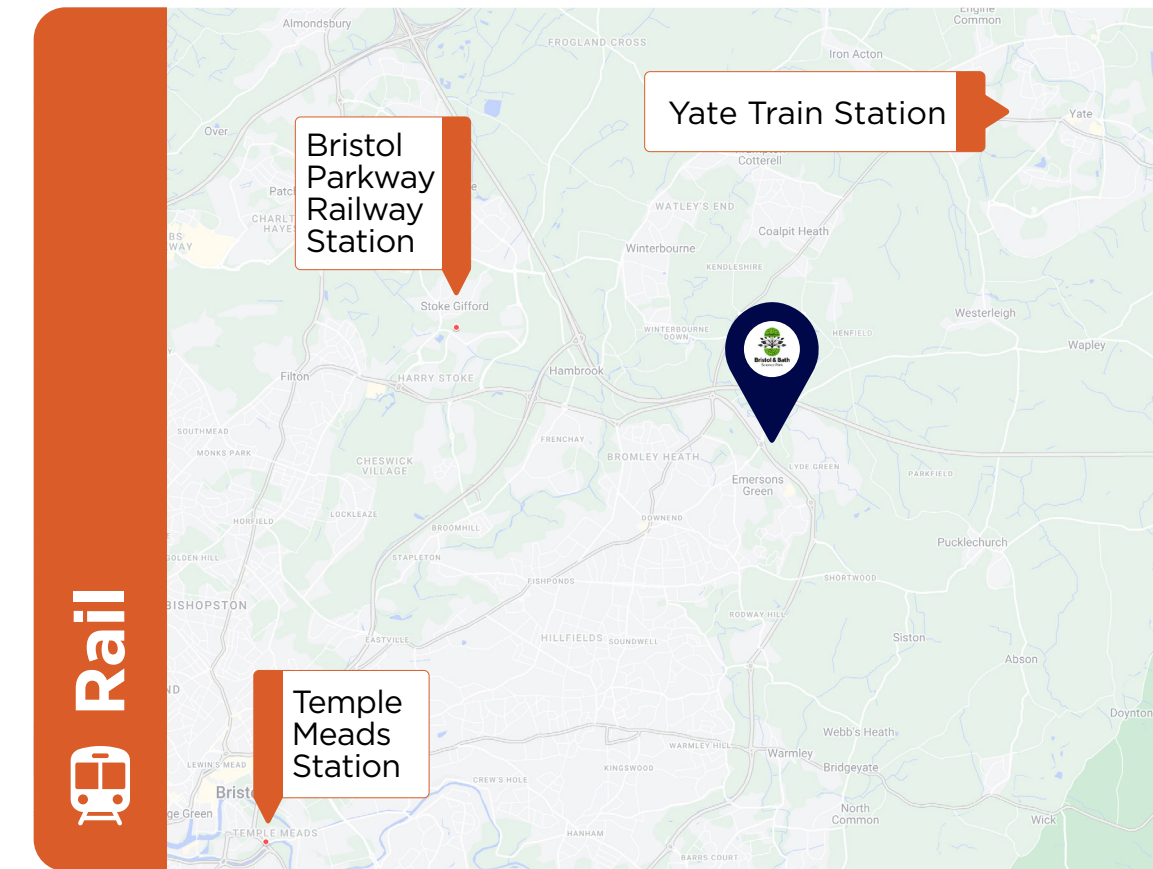 Almondsbury
FROGLAND CROSS
Engine
Common
Iron Acton
Yate Train Station
Yate
Cotterell
Over
Bristol
Parkway
Railway
Station
WATLEY'S END
Coalpit Heath
Winterbourne
KENDLESHIRE
Stoke Gifford
WINTERBOURNE
DOWN
HENFIELD
Westerleigh
Wapley
Bristol & Bath
Science Park
Filton
HARRY STOKE
Hambrook
SOUTHMEAD
MONKS PARK
CHESWICK
VILLAGE
FRENCHAY
BROMLEY HEATH
LYDE GREEN
PARKFIELD
Emersons
Green
HORFIELD
LOCKLEAZE
BROOMHILL
DOWNEND
Pucklechurch
GOLDEN HILL
STAPLETON
FISHPONDS
SHORTWOOD
BISHOPSTON
RODWAY HILL
EASTVILLE
HILLFIELDS
SOUNDWELL
Siston
Abson
Rail
Temple
Meads
Station
Doynton
Webb's Heath
WARMLEY HILL
Warmley
Bridgeyate
LEWIN'S MEAD
CREW'S HOLE
KINGSWOOD
North
Common
Wick
TEMPLE MEADS
HANHAM
BARRS COURT